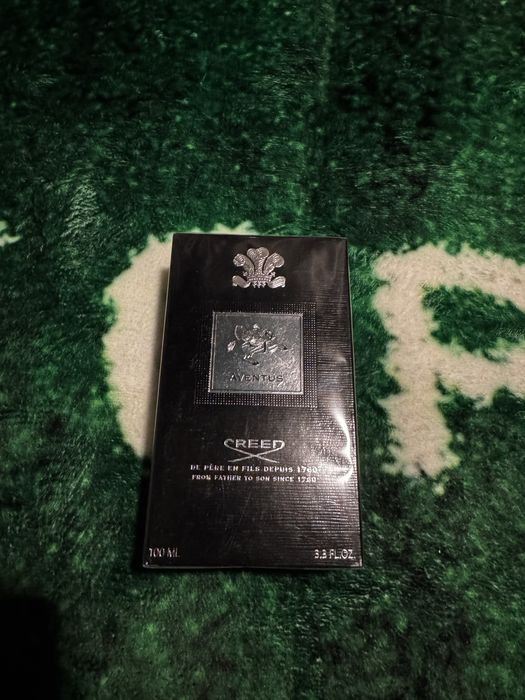 AVENTUS
CREED
DE PÈRE EN FILS DEPUIS 1760
FROM FATHER TO SON SINCE 1760
100 ML
3.3 FL.OZ.